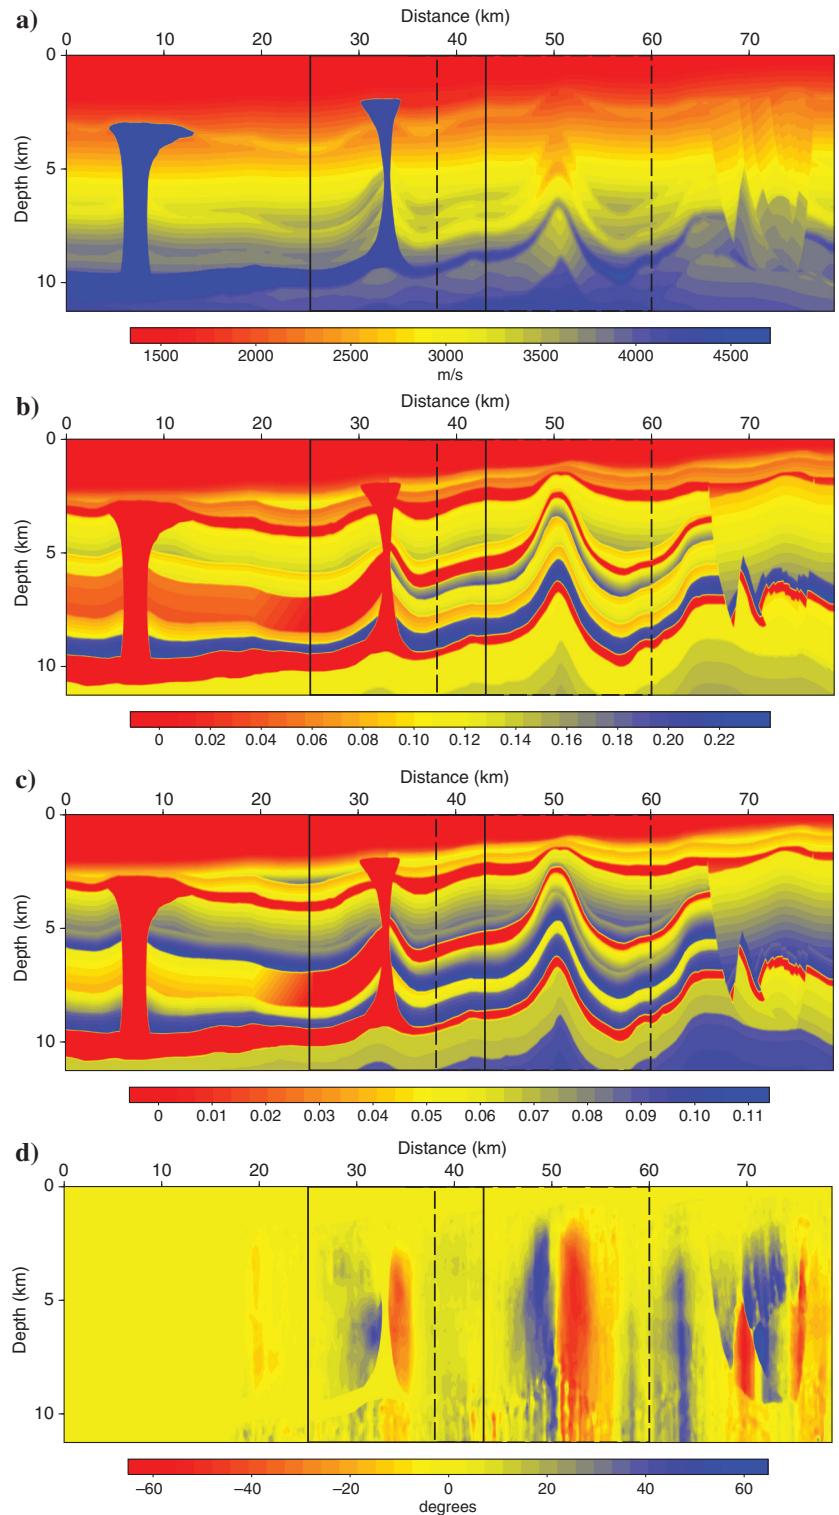 a)
Distance (km)
0 10 20 30 40 50 60 70
Depth (km)
0
5
10
1500 2000 2500 3000 3500 4000 4500
m/s
b)
Distance (km)
0 10 20 30 40 50 60 70
Depth (km)
0
5
10
0 0.02 0.04 0.06 0.08 0.10 0.12 0.14 0.16 0.18 0.20 0.22
c)
Distance (km)
0 10 20 30 40 50 60 70
Depth (km)
0
5
10
0 0.01 0.02 0.03 0.04 0.05 0.06 0.07 0.08 0.09 0.10 0.11
d)
Distance (km)
0 10 20 30 40 50 60 70
Depth (km)
0
5
10
−60 −40 −20 0 20 40 60
degrees